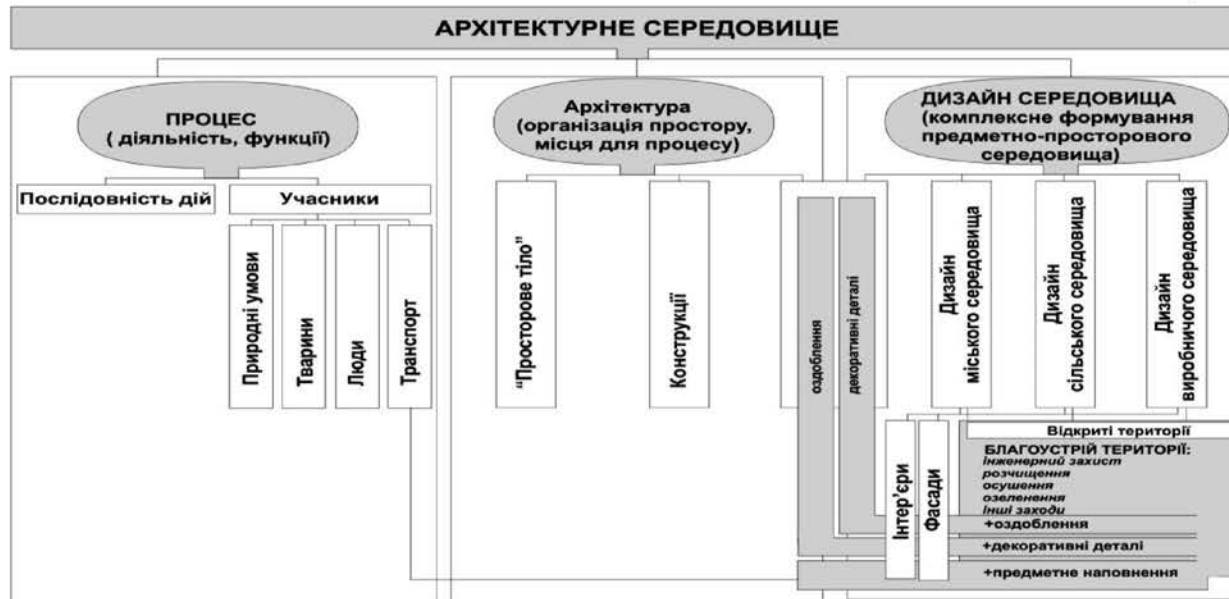 АРХІТЕКТУРНЕ СЕРЕДОВИЩЕ
ПРОЦЕС
( діяльність, функції)
Послідовність дій
Учасники
Природні умови
Тварини
Люди
Транспорт
Архітектура
(організація простору,
місця для процесу)
“Просторове тіло”
Конструкції
оздоблення
декоративні деталі
ДИЗАЙН СЕРЕДОВИЩА
(комплексне формування
предметно-просторового
середовища)
Дизайн
міського середовища
Дизайн
сільського середовища
Дизайн
виробничого середовища
Інтер’єри
Фасади
Відкриті території
БЛАГОУСТРІЙ ТЕРИТОРІЇ:
інженерний захист
розчищення
осушення
озеленення
інші заходи
+оздоблення
+декоративні деталі
+предметне наповнення